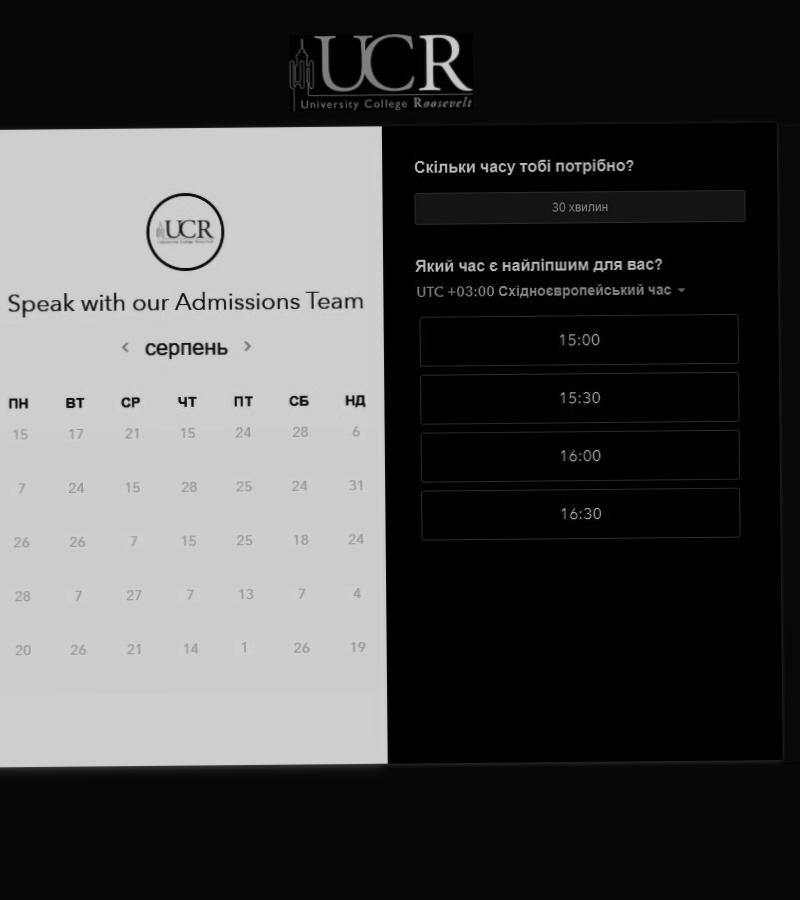 UCR
University College Roosevelt
UCR
University College Roosevelt
Speak with our Admissions Team
серпень
ПН ВТ СР ЧТ ПТ СБ НД
15 17 21 15 24 28 6
7 24 15 28 25 24 31
26 26 7 15 25 18 24
28 7 27 7 13 7 4
20 26 21 14 1 26 19
Скільки часу тобі потрібно?
30 хвилин
Який час є найліпшим для вас?
UTC +03:00 Східноєвропейський час
15:00
15:30
16:00
16:30